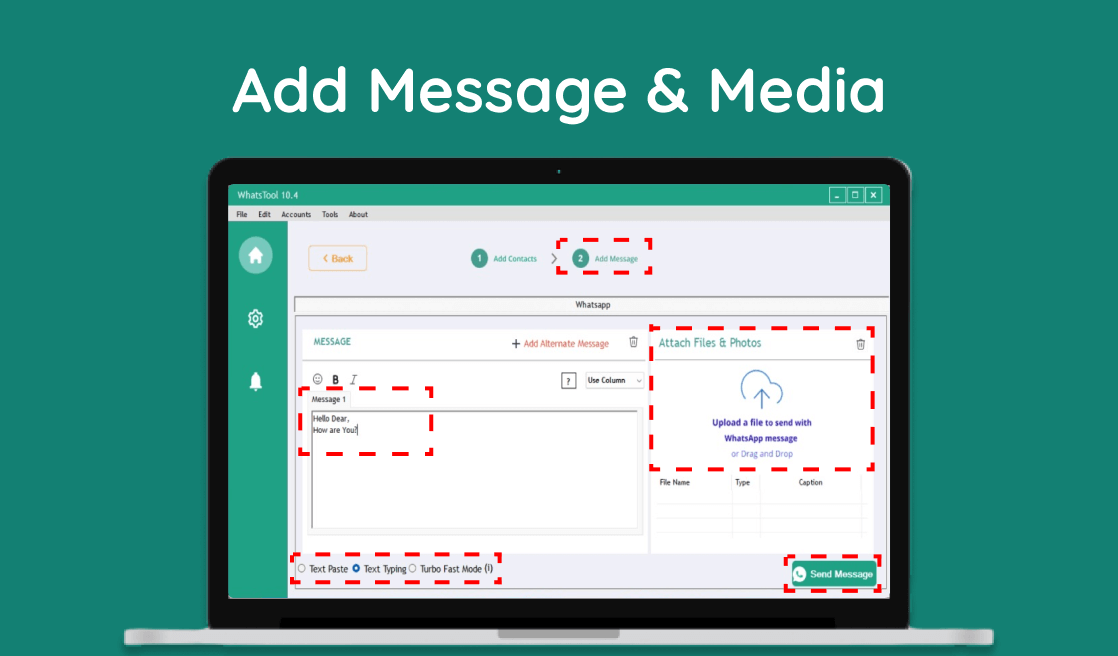 Add Message & Media
WhatsTool 10.4
File Edit Accounts Tools About
Back
1 Add Contacts
2 Add Message
Whatsapp
MESSAGE
+ Add Alternate Message
Attach Files & Photos
B I
?
Use Column
Message 1
Hello Dear,
How are You?
Upload a file to send with
WhatsApp message
or Drag and Drop
File Name Type Caption
Text Paste Text Typing Turbo Fast Mode (i)
Send Message